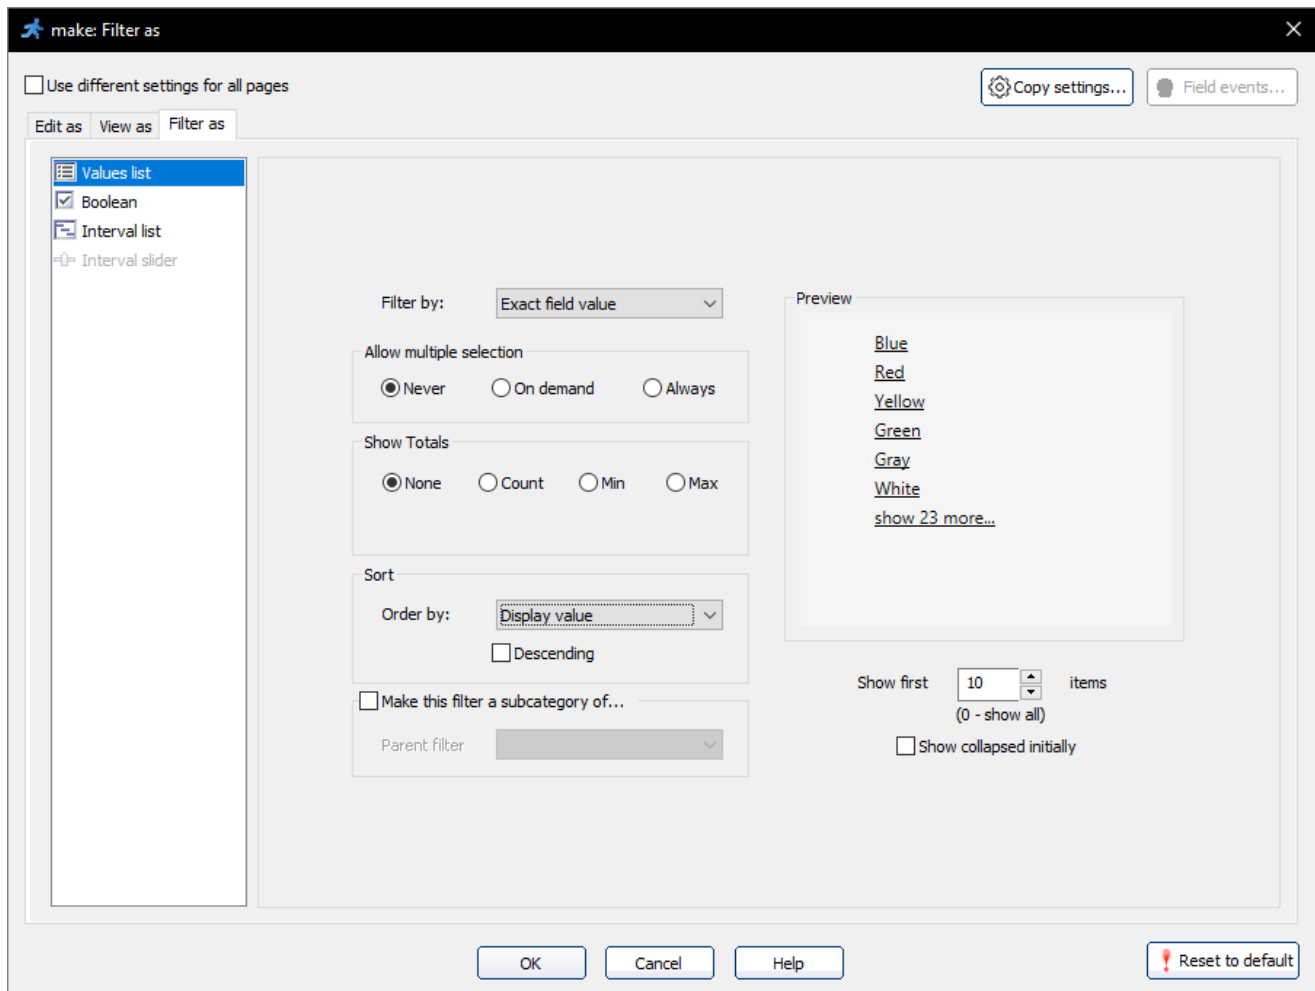 make: Filter as
Use different settings for all pages
Copy settings...
Field events...
Edit as
View as
Filter as
Values list
Boolean
Interval list
Interval slider
Filter by:
Exact field value
Allow multiple selection
Never
On demand
Always
Show Totals
None
Count
Min
Max
Sort
Order by:
Display value
Descending
Make this filter a subcategory of...
Parent filter
Preview
Blue
Red
Yellow
Green
Gray
White
show 23 more...
Show first 10 items
(0 - show all)
Show collapsed initially
OK
Cancel
Help
Reset to default